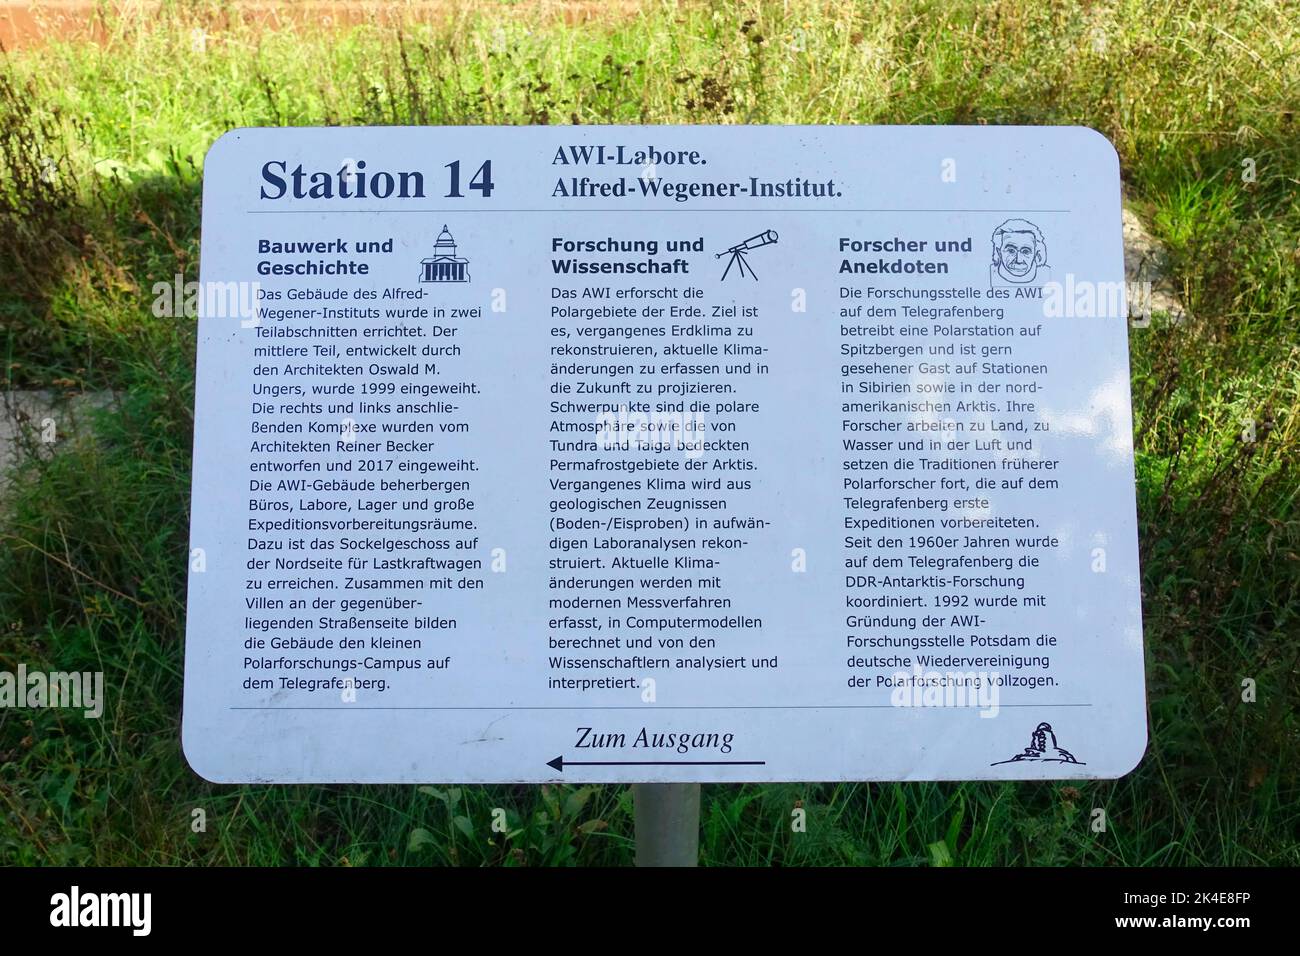 Station 14
AWI-Labore.
Alfred-Wegener-Institut.
Bauwerk und
Geschichte
Das Gebäude des Alfred-
Wegener-Instituts wurde in zwei
Teilabschnitten errichtet. Der
mittlere Teil, entwickelt durch
den Architekten Oswald M.
Ungers, wurde 1999 eingeweiht.
Die rechts und links anschlie-
ßenden Komplexe wurden vom
Architekten Reiner Becker
entworfen und 2017 eingeweiht.
Die AWI-Gebäude beherbergen
Büros, Labore, Lager und große
Expeditionsvorbereitungsräume.
Dazu ist das Sockelgeschoss auf
der Nordseite für Lastkraftwagen
zu erreichen. Zusammen mit den
Villen an der gegenüber-
liegenden Straßenseite bilden
die Gebäude den kleinen
Polarforschungs-Campus auf
dem Telegrafenberg.
Forschung und
Wissenschaft
Das AWI erforscht die
Polargebiete der Erde. Ziel ist
es, vergangenes Erdklima zu
rekonstruieren, aktuelle Klima-
änderungen zu erfassen und in
die Zukunft zu projizieren.
Schwerpunkte sind die polare
Atmosphäre sowie die von
Tundra und Taiga bedeckten
Permafrostgebiete der Arktis.
Vergangenes Klima wird aus
geologischen Zeugnissen
(Boden-/Eisproben) in aufwän-
digen Laboranalysen rekon-
struiert. Aktuelle Klima-
änderungen werden mit
modernen Messverfahren
erfasst, in Computermodellen
berechnet und von den
Wissenschaftlern analysiert und
interpretiert.
Forscher und
Anekdoten
Die Forschungsstelle des AWI
auf dem Telegrafenberg
betreibt eine Polarstation auf
Spitzbergen und ist gern
gesehener Gast auf Stationen
in Sibirien sowie in der nord-
amerikanischen Arktis. Ihre
Forscher arbeiten zu Land, zu
Wasser und in der Luft und
setzen die Traditionen früherer
Polarforscher fort, die auf dem
Telegrafenberg erste
Expeditionen vorbereiteten.
Seit den 1960er Jahren wurde
auf dem Telegrafenberg die
DDR-Antarktis-Forschung
koordiniert. 1992 wurde mit
Gründung der AWI-
Forschungsstelle Potsdam die
deutsche Wiedervereinigung
der Polarforschung vollzogen.
Zum Ausgang
alamy
Image ID: 2K4E8FP
www.alamy.com